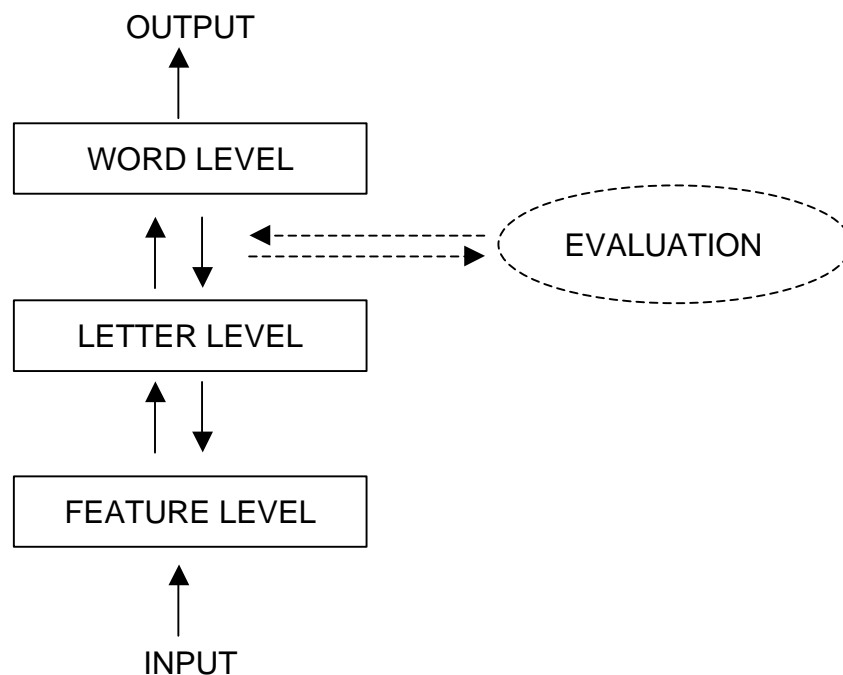 OUTPUT
WORD LEVEL
EVALUATION
LETTER LEVEL
FEATURE LEVEL
INPUT